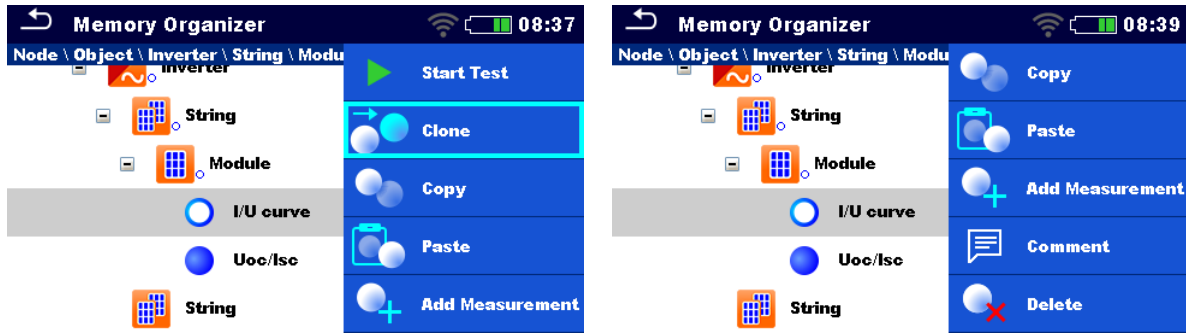 Memory Organizer
08:37
Node \ Object \ Inverter \ String \ Modu
Inverter
String
Module
I/U curve
Uoc/Isc
String
Start Test
Clone
Copy
Paste
Add Measurement
Memory Organizer
08:39
Node \ Object \ Inverter \ String \ Modu
Inverter
String
Module
I/U curve
Uoc/Isc
String
Copy
Paste
Add Measurement
Comment
Delete